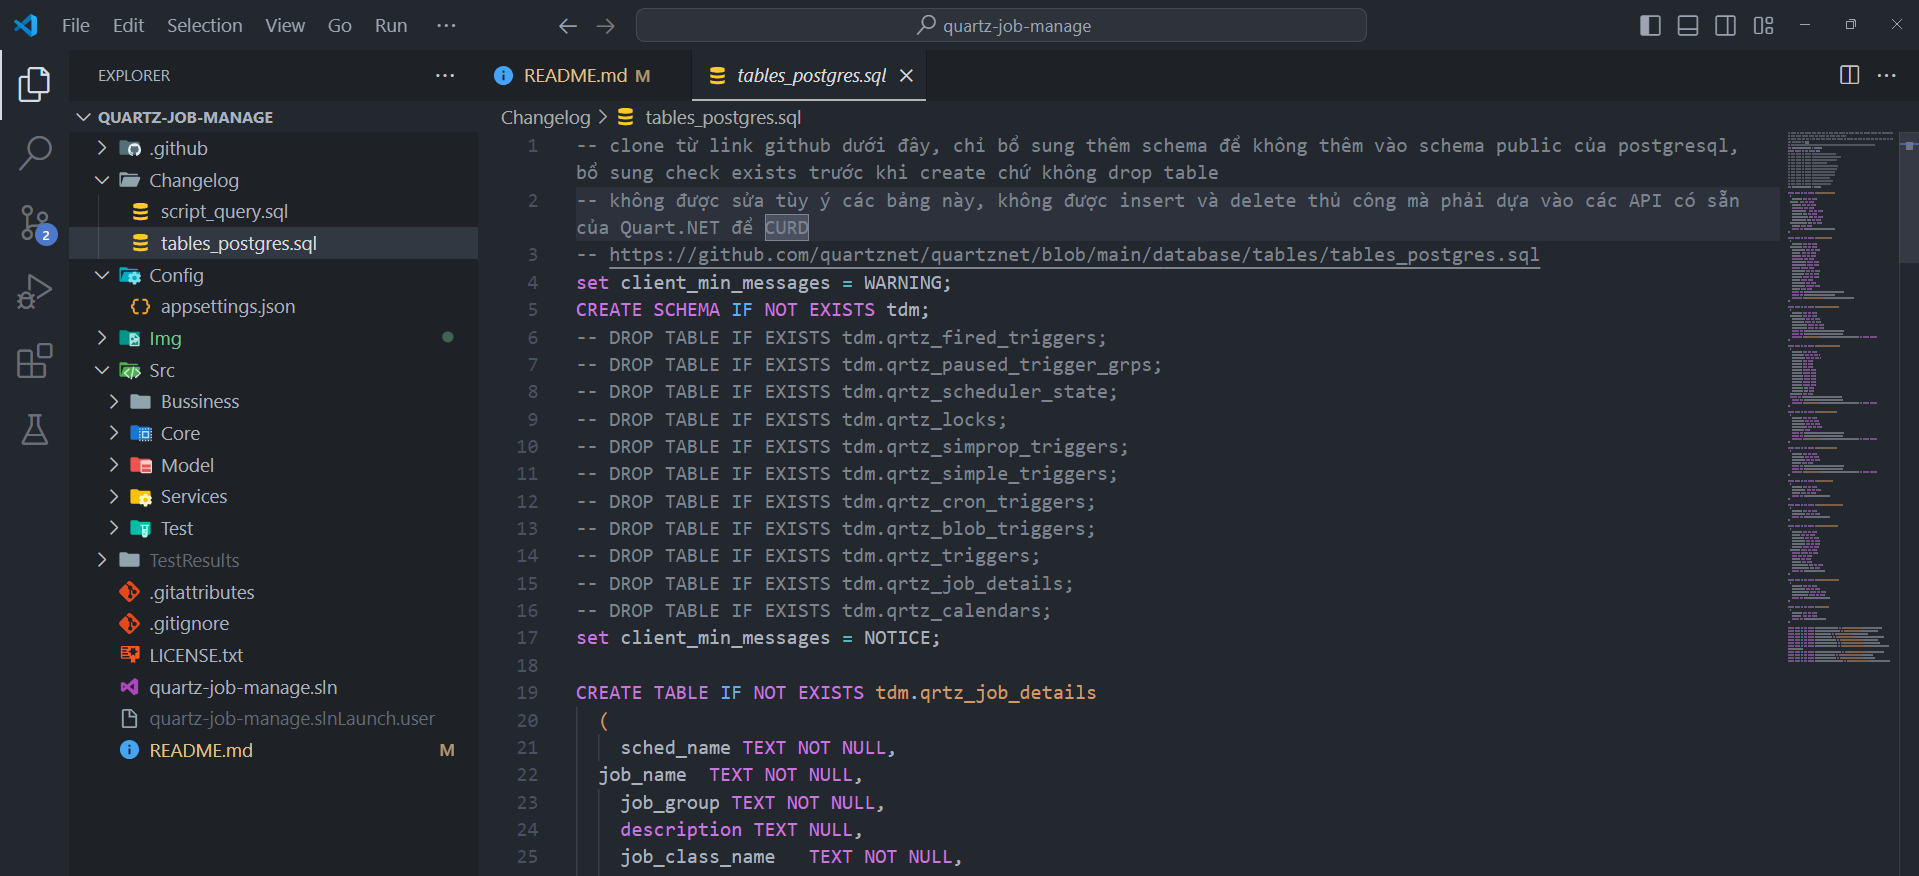 File Edit Selection View Go Run ···
quartz-job-manage
EXPLORER
QUARTZ-JOB-MANAGE
.github
Changelog
script_query.sql
tables_postgres.sql
Config
appsettings.json
Img
Src
Bussiness
Core
Model
Services
Test
TestResults
.gitattributes
.gitignore
LICENSE.txt
quartz-job-manage.sln
quartz-job-manage.slnLaunch.user
README.md M
2
README.md M
tables_postgres.sql
Changelog > tables_postgres.sql
1 -- clone từ link github dưới đây, chỉ bổ sung thêm schema để không thêm vào schema public của postgresql,
bổ sung check exists trước khi create chứ không drop table
2 -- không được sửa tùy ý các bảng này, không được insert và delete thủ công mà phải dựa vào các API có sẵn
của Quart.NET để CURD
3 -- https://github.com/quartznet/quartznet/blob/main/database/tables/tables_postgres.sql
4 set client_min_messages = WARNING;
5 CREATE SCHEMA IF NOT EXISTS tdm;
6 -- DROP TABLE IF EXISTS tdm.qrtz_fired_triggers;
7 -- DROP TABLE IF EXISTS tdm.qrtz_paused_trigger_grps;
8 -- DROP TABLE IF EXISTS tdm.qrtz_scheduler_state;
9 -- DROP TABLE IF EXISTS tdm.qrtz_locks;
10 -- DROP TABLE IF EXISTS tdm.qrtz_simprop_triggers;
11 -- DROP TABLE IF EXISTS tdm.qrtz_simple_triggers;
12 -- DROP TABLE IF EXISTS tdm.qrtz_cron_triggers;
13 -- DROP TABLE IF EXISTS tdm.qrtz_blob_triggers;
14 -- DROP TABLE IF EXISTS tdm.qrtz_triggers;
15 -- DROP TABLE IF EXISTS tdm.qrtz_job_details;
16 -- DROP TABLE IF EXISTS tdm.qrtz_calendars;
17 set client_min_messages = NOTICE;
18
19 CREATE TABLE IF NOT EXISTS tdm.qrtz_job_details
20 (
21 sched_name TEXT NOT NULL,
22 job_name TEXT NOT NULL,
23 job_group TEXT NOT NULL,
24 description TEXT NULL,
25 job_class_name TEXT NOT NULL,